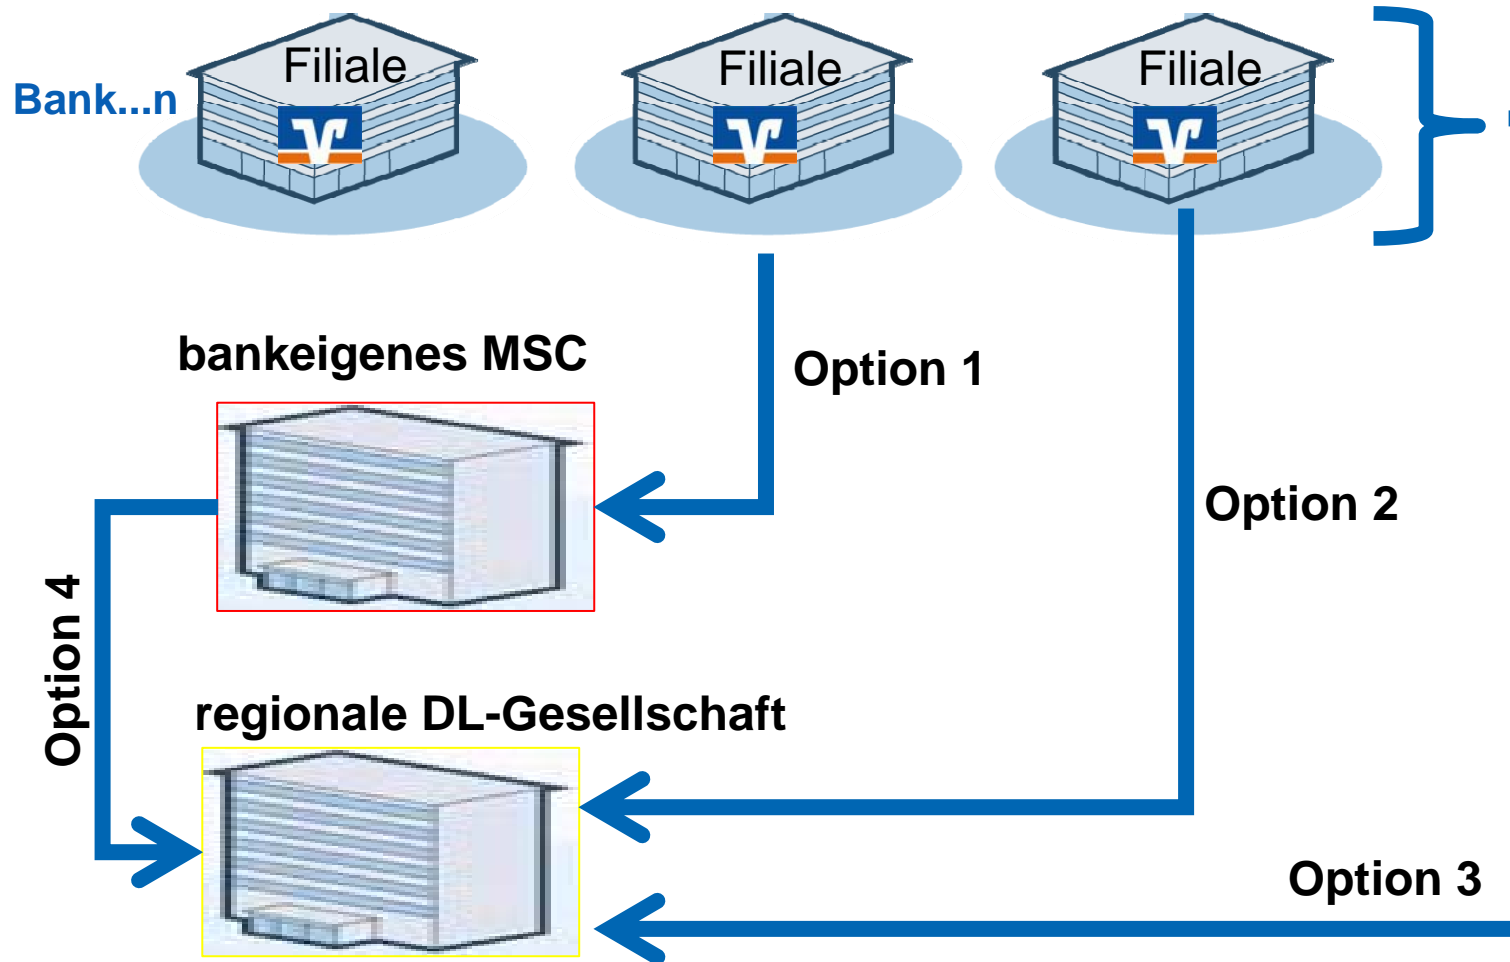 Filiale
Filiale
Filiale
Bank...n
bankeigenes MSC
Option 1
Option 2
Option 4
regionale DL-Gesellschaft
Option 3